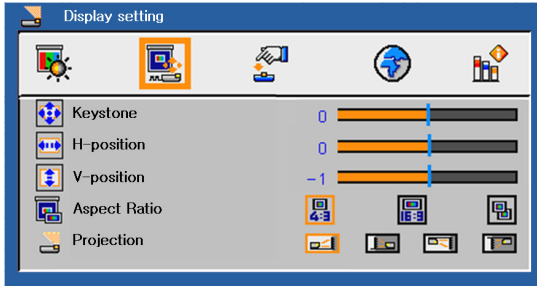 Display setting
Keystone 0
H-position 0
V-position -1
Aspect Ratio 4:3 16:9
Projection